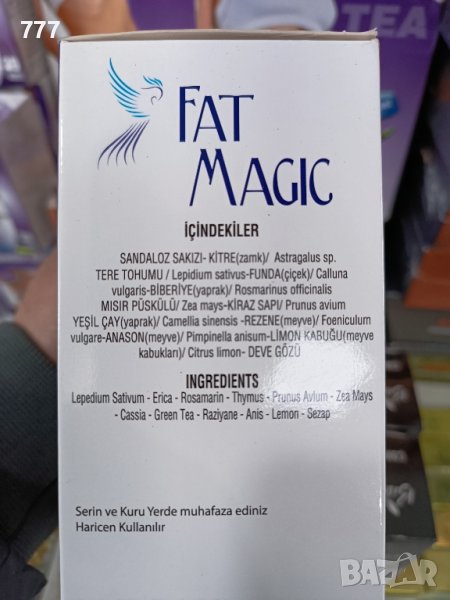 777
TEA
FAT
MAGIC
İÇİNDEKİLER
SANDALOZ SAKIZI- KİTRE(zamk)/ Astragalus sp.
TERE TOHUMU / Lepidium sativus-FUNDA(çiçek)/ Calluna
vulgaris-BİBERİYE(yaprak)/ Rosmarinus officinalis
MISIR PÜSKÜLÜ/ Zea mays-KİRAZ SAPI/ Prunus avium
YEŞİL ÇAY(yaprak)/ Camellia sinensis -REZENE(meyve)/ Foeniculum
vulgare-ANASON(meyve)/ Pimpinella anisum-LİMON KABUĞU(meyve
kabukları)/ Citrus limon- DEVE GÖZÜ
INGREDIENTS
Lepedium Sativum - Erica - Rosamarin - Thymus - Prunus Avlum - Zea Mays
- Cassia - Green Tea - Raziyane - Anis - Lemon - Sezap
Serin ve Kuru Yerde muhafaza ediniz
Haricen Kullanılır
BAZAR